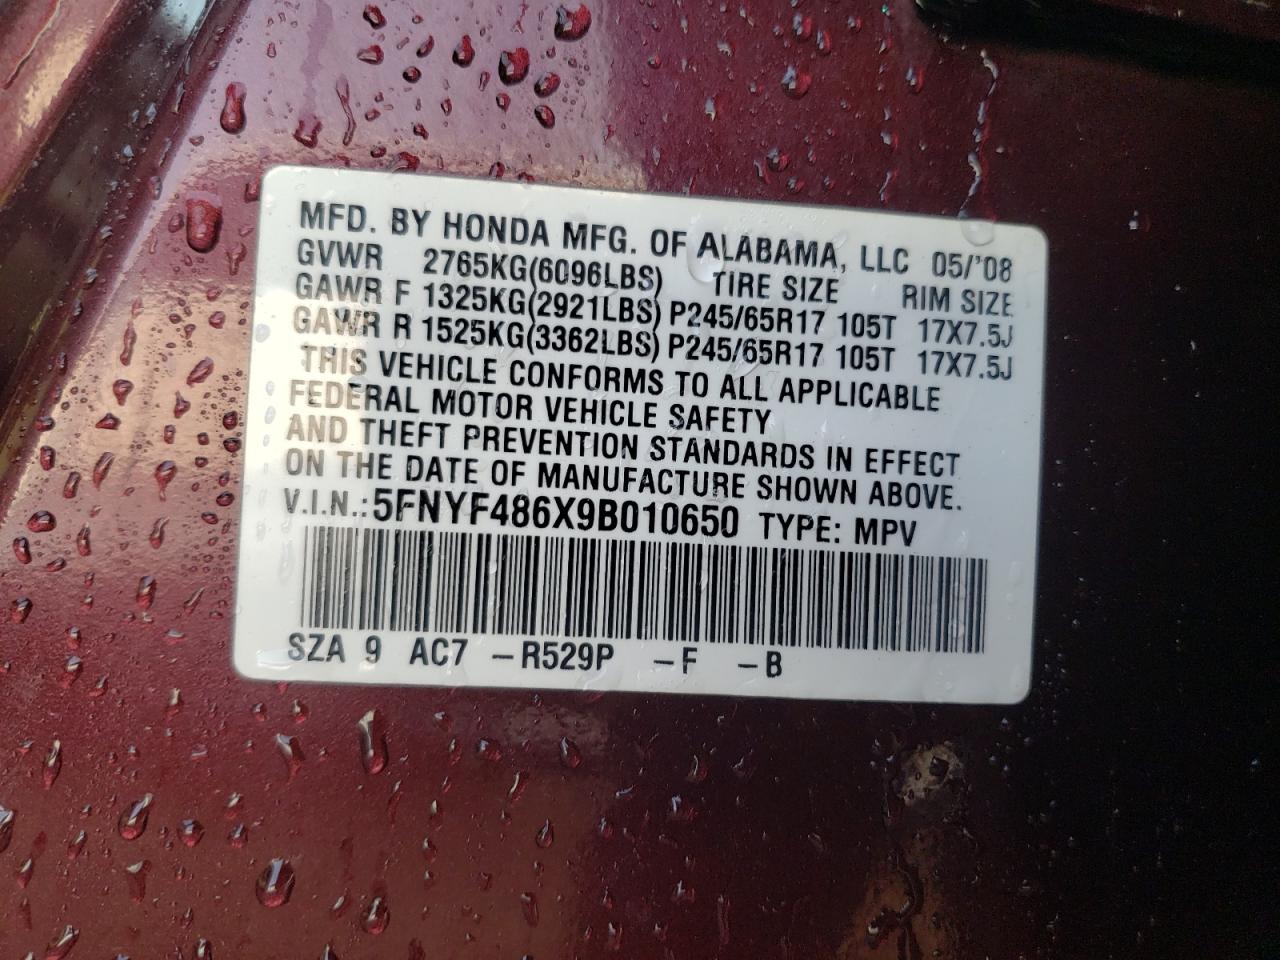 MFD. BY HONDA MFG. OF ALABAMA, LLC 05/'08
GVWR 2765KG(6096LBS) TIRE SIZE RIM SIZE
GAWR F 1325KG(2921LBS) P245/65R17 105T 17X7.5J
GAWR R 1525KG(3362LBS) P245/65R17 105T 17X7.5J
THIS VEHICLE CONFORMS TO ALL APPLICABLE
FEDERAL MOTOR VEHICLE SAFETY
AND THEFT PREVENTION STANDARDS IN EFFECT
ON THE DATE OF MANUFACTURE SHOWN ABOVE.
V.I.N.: 5FNYF486X9B010650 TYPE: MPV
SZA 9 AC7 -R529P -F -B